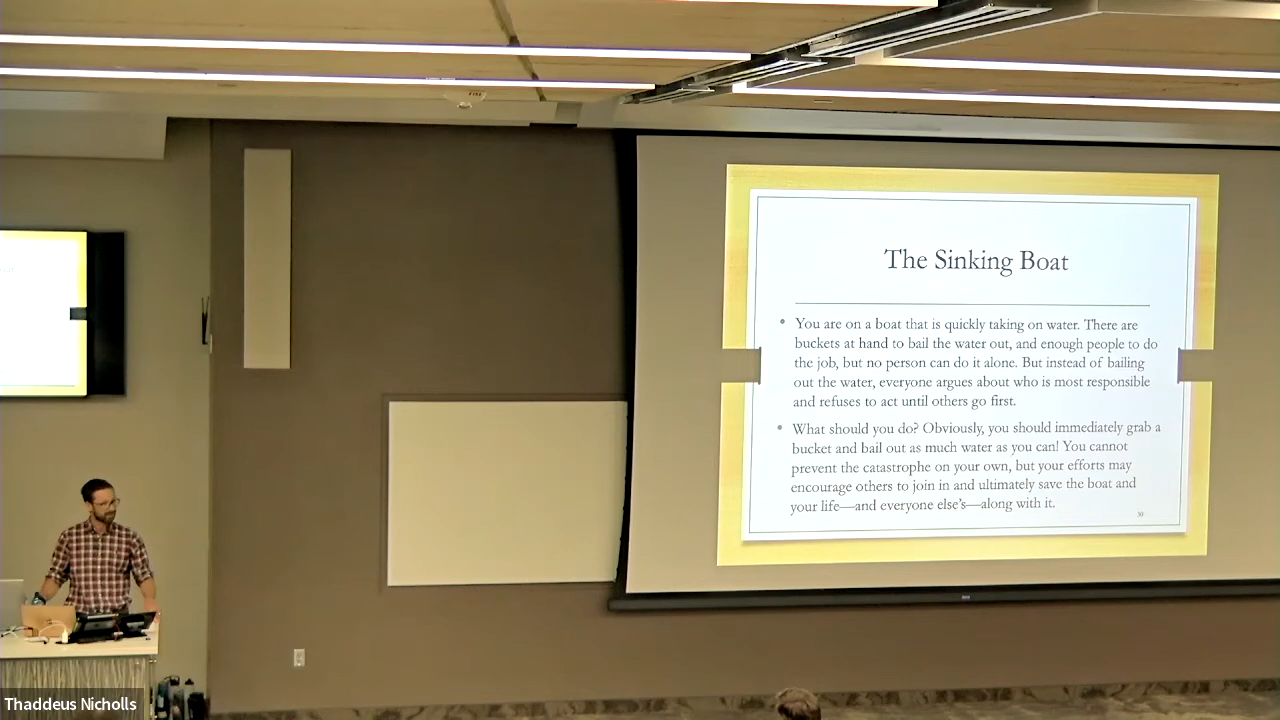 The Sinking Boat
• You are on a boat that is quickly taking on water. There are
buckets at hand to bail the water out, and enough people to do
the job, but no person can do it alone. But instead of bailing
out the water, everyone argues about who is most responsible
and refuses to act until others go first.
• What should you do? Obviously, you should immediately grab a
bucket and bail out as much water as you can! You cannot
prevent the catastrophe on your own, but your efforts may
encourage others to join in and ultimately save the boat and
your life—and everyone else's—along with it.
Thaddeus Nicholls